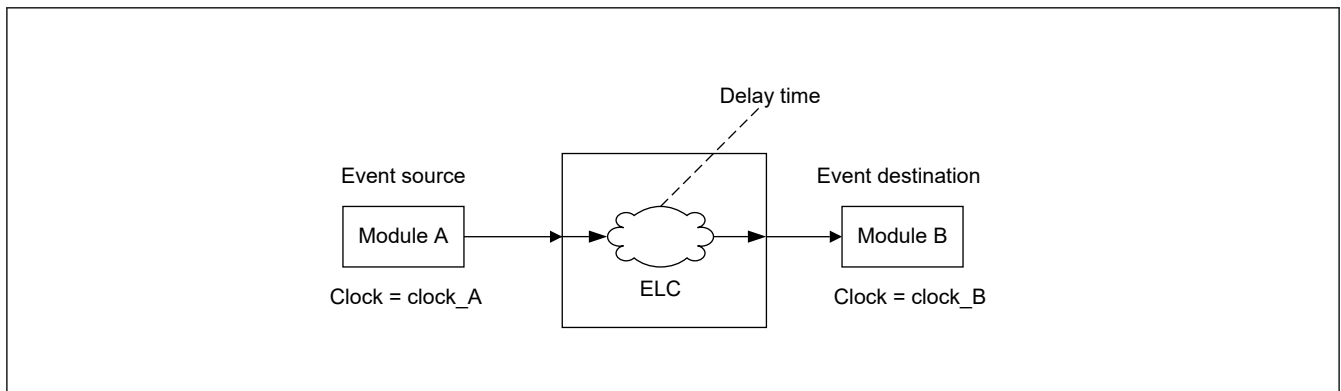 Delay time
Event source
Event destination
Module A
Module B
ELC
Clock = clock_A
Clock = clock_B